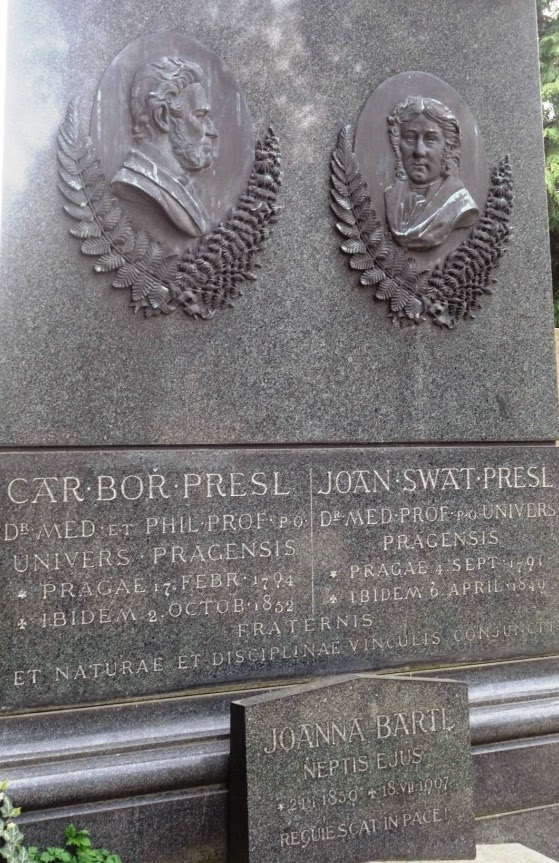 CAR·BOŘ·PRESL
DR·MED·ET PHIL·PROF·P·O·
UNIVERS·PRAGENSIS
* PRAGAE 17·FEBR·1794
+ IBIDEM 2·OCTOB·1852
JOAN·SWAT·PRESL
DR·MED·PROF·P·O·UNIVERS
PRAGENSIS
* PRAGAE 4·SEPT·1791
+ IBIDEM 6·APRIL·1849
FRATERNIS
ET NATURAE ET DISCIPLINAE VINCULIS CONJUNCTI
JOANNA BARTL
NEPTIS EJUS
1859 + 18·VII·1907·
REQUIESCAT IN PACE!